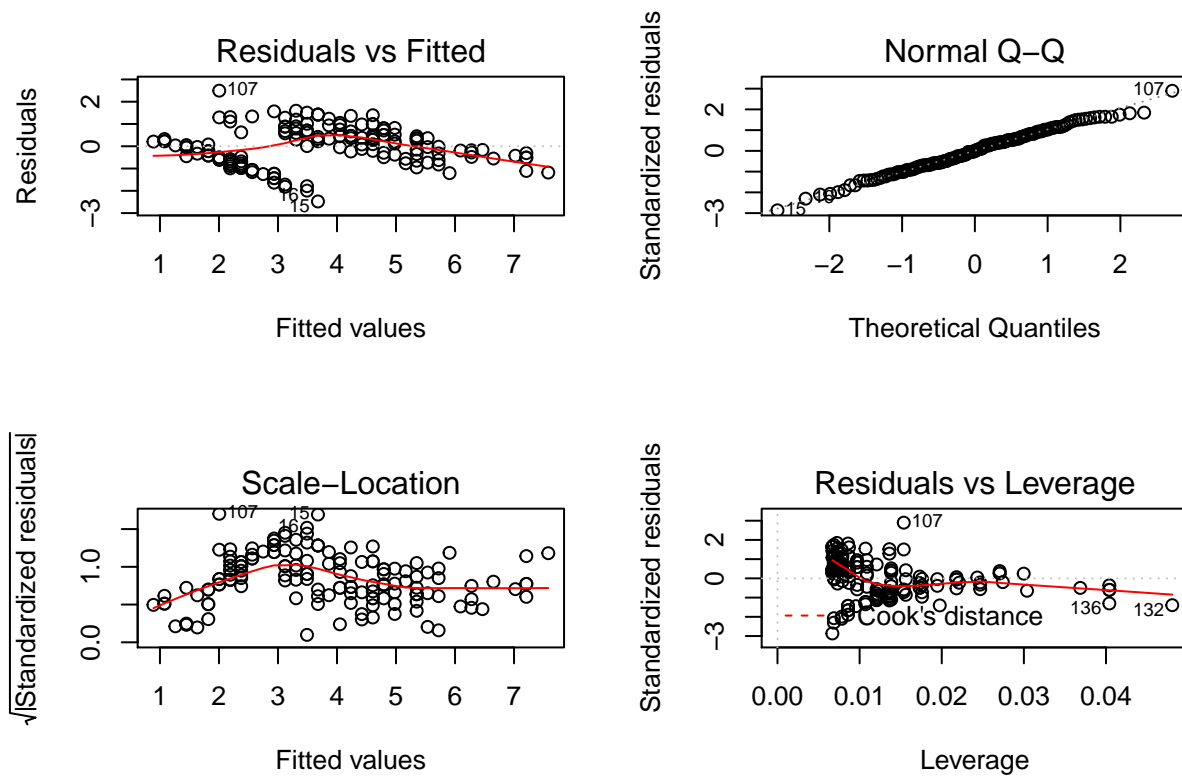 Residuals vs Fitted
Residuals
2
0
−3
107
16
15
1 2 3 4 5 6 7
Fitted values
Normal Q−Q
Standardized residuals
2
0
−3
107
15
−2 −1 0 1 2
Theoretical Quantiles
Scale−Location
√|Standardized residuals|
1.0
0.0
107
15
16
1 2 3 4 5 6 7
Fitted values
Residuals vs Leverage
Standardized residuals
2
0
−3
107
136
132
Cook's distance
0.00 0.01 0.02 0.03 0.04
Leverage